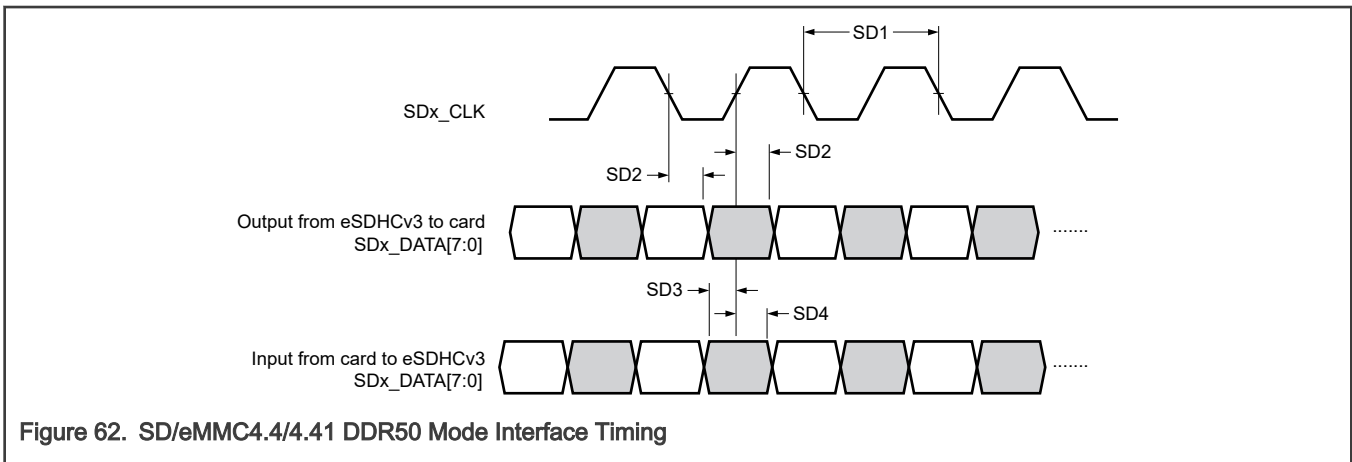 SD1
SDx_CLK
SD2
SD2
Output from eSDHCv3 to card
SDx_DATA[7:0]
.......
SD3
SD4
Input from card to eSDHCv3
SDx_DATA[7:0]
.......
Figure 62. SD/eMMC4.4/4.41 DDR50 Mode Interface Timing